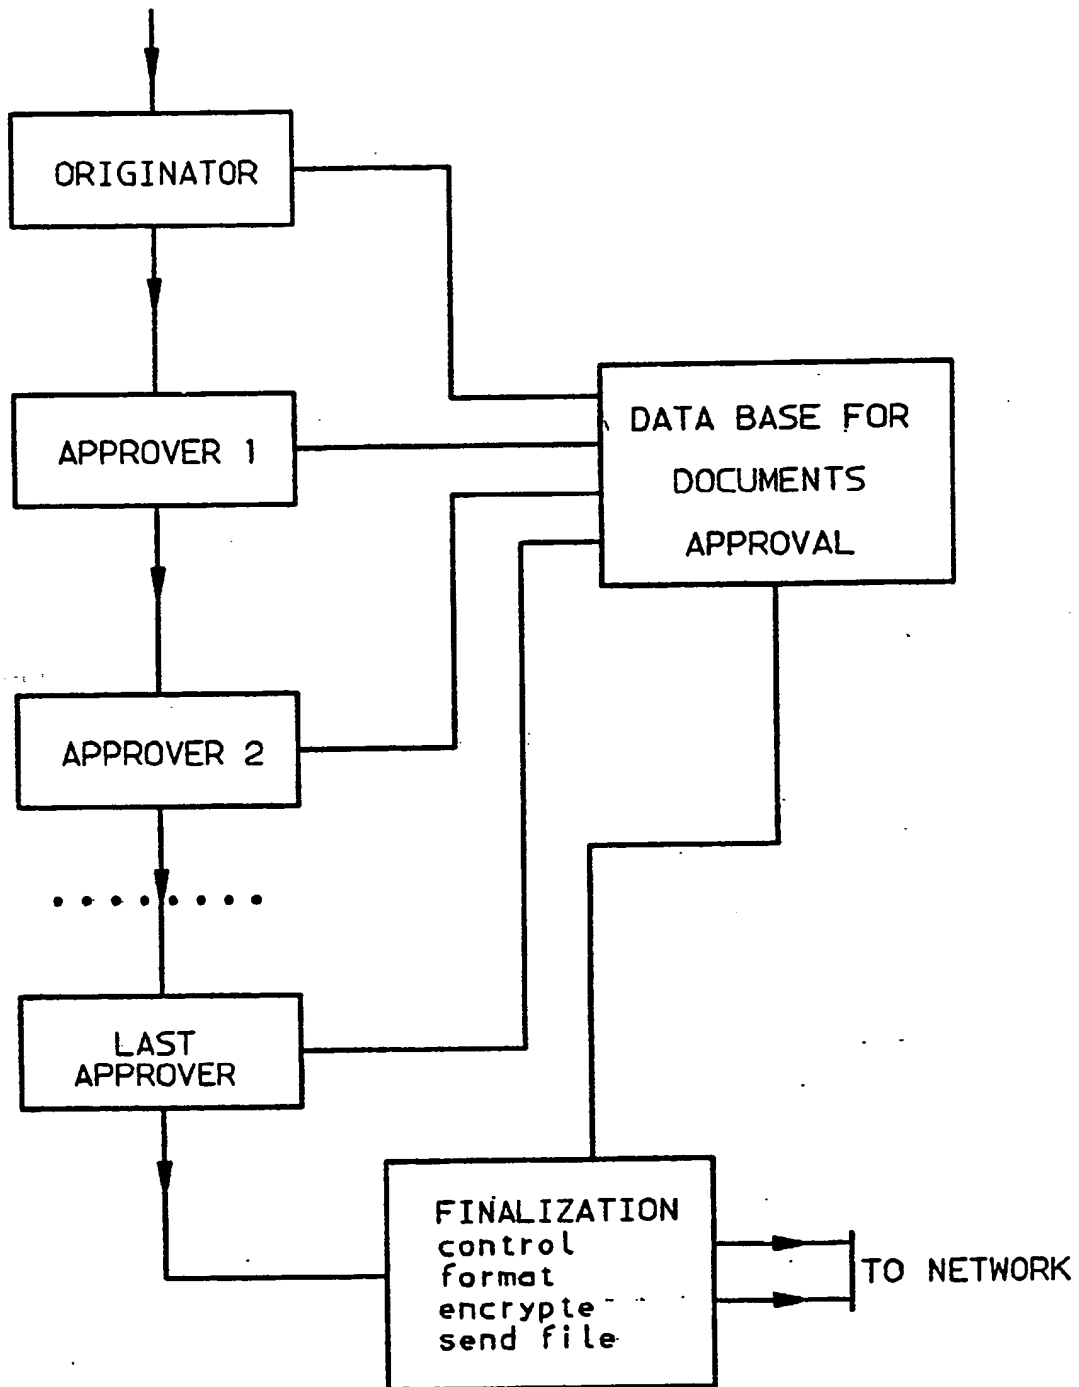 ORIGINATOR
APPROVER 1
DATA BASE FOR
DOCUMENTS
APPROVAL
APPROVER 2
LAST
APPROVER
FINALIZATION
control
format
encrypte
send file
TO NETWORK